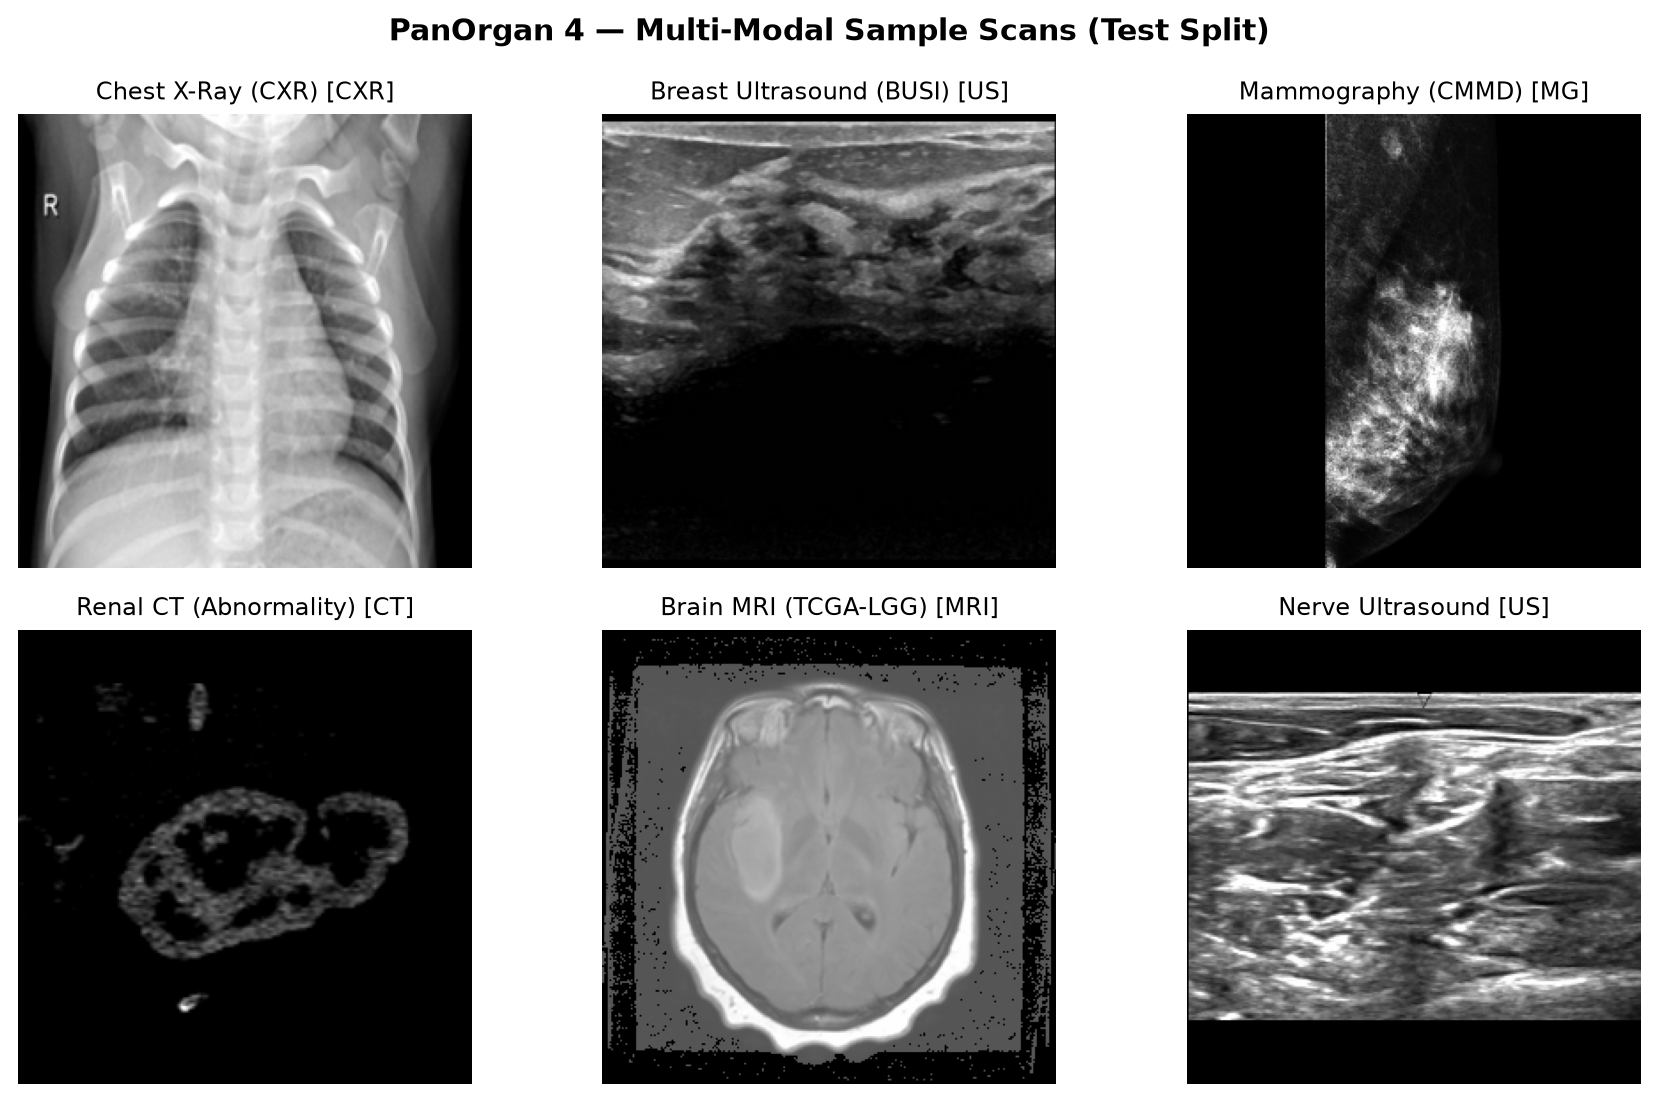 PanOrgan 4 — Multi-Modal Sample Scans (Test Split)
Chest X-Ray (CXR) [CXR]
Breast Ultrasound (BUSI) [US]
Mammography (CMMD) [MG]
R
Renal CT (Abnormality) [CT]
Brain MRI (TCGA-LGG) [MRI]
Nerve Ultrasound [US]